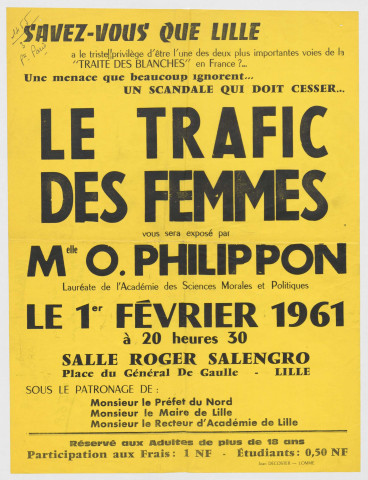 SAVEZ-VOUS QUE LILLE
a le triste privilège d'être l'une des deux plus importantes voies de la
"TRAITE DES BLANCHES" en France ?...
Une menace que beaucoup ignorent...
UN SCANDALE QUI DOIT CESSER...
LE TRAFIC
DES FEMMES
vous sera exposé par
Melle O. PHILIPPON
Lauréate de l'Académie des Sciences Morales et Politiques
LE 1er FÉVRIER 1961
à 20 heures 30
SALLE ROGER SALENGRO
Place du Général De Gaulle - LILLE
SOUS LE PATRONAGE DE :
Monsieur le Préfet du Nord
Monsieur le Maire de Lille
Monsieur le Recteur d'Académie de Lille
Réservé aux Adultes de plus de 18 ans
Participation aux Frais : 1 NF - Étudiants : 0,50 NF